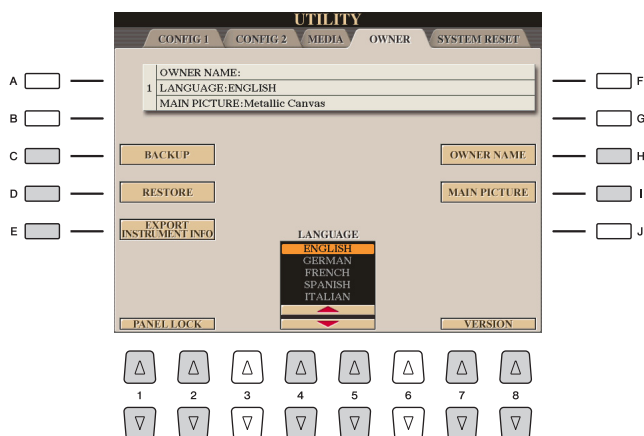 UTILITY
CONFIG 1 CONFIG 2 MEDIA OWNER SYSTEM RESET
OWNER NAME:
1 LANGUAGE:ENGLISH
MAIN PICTURE:Metallic Canvas
A F
B G
C BACKUP OWNER NAME H
D RESTORE MAIN PICTURE I
E EXPORT
INSTRUMENT INFO J
LANGUAGE
ENGLISH
GERMAN
FRENCH
SPANISH
ITALIAN
PANEL LOCK VERSION
1 2 3 4 5 6 7 8